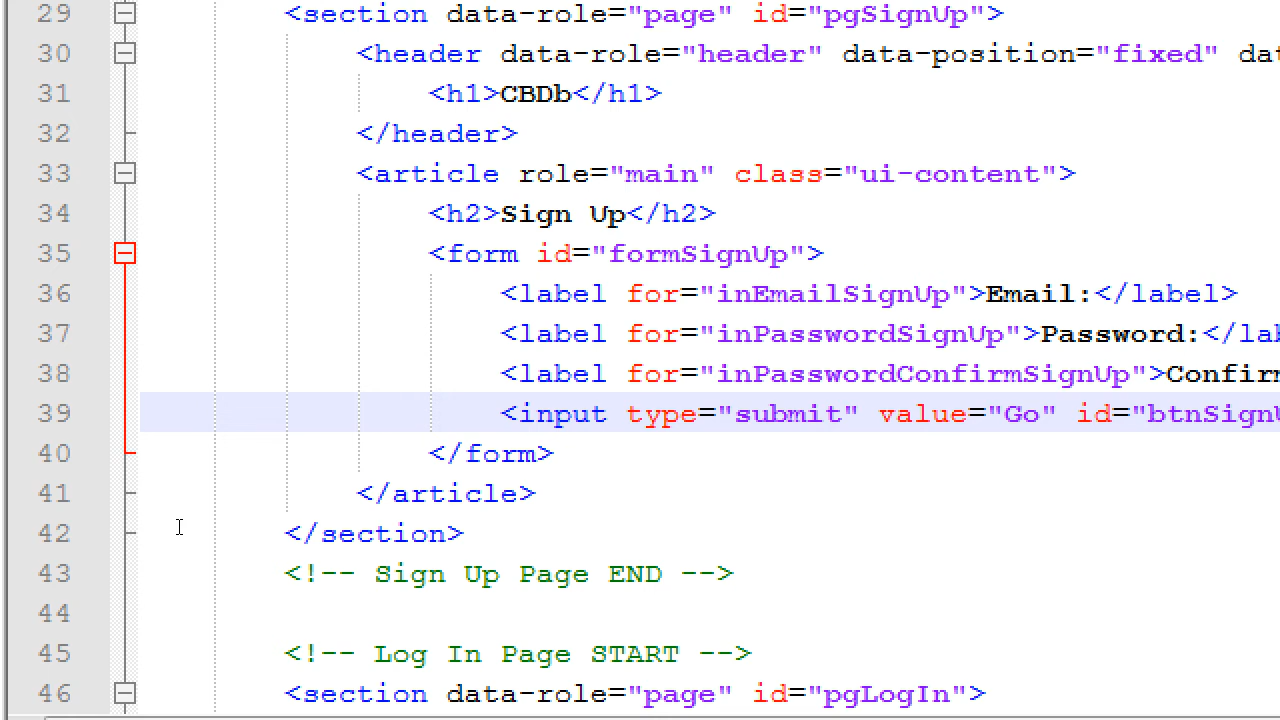 29 <section data-role="page" id="pgSignUp">
30 <header data-role="header" data-position="fixed"
31 <h1>CBDb</h1>
32 </header>
33 <article role="main" class="ui-content">
34 <h2>Sign Up</h2>
35 <form id="formSignUp">
36 <label for="inEmailSignUp">Email:</label>
37 <label for="inPasswordSignUp">Password:</
38 <label for="inPasswordConfirmSignUp">
39 <input type="submit" value="Go" id=
40 </form>
41 </article>
42 </section>
43 <!-- Sign Up Page END -->
44
45 <!-- Log In Page START -->
46 <section data-role="page" id="pgLogIn">